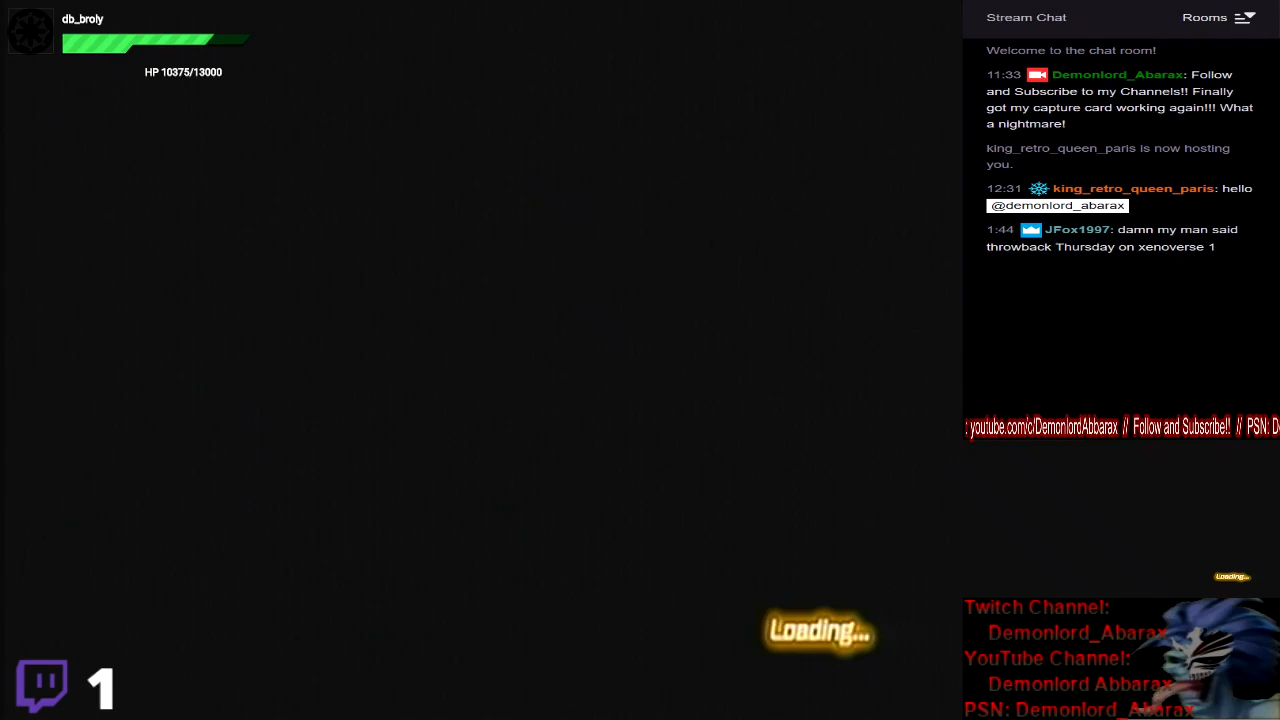 db_broly
HP 10375/13000
Stream Chat
Rooms
Welcome to the chat room!
11:33 Demonlord_Abarax: Follow
and Subscribe to my Channels!! Finally
got my capture card working again!!! What
a nightmare!
king_retro_queen_paris is now hosting
you.
12:31 king_retro_queen_paris: hello
@demonlord_abarax
1:44 JFox1997: damn my man said
throwback Thursday on xenoverse 1
: youtube.com/c/DemonlordAbbarax // Follow and Subscribe!! // PSN: D
Loading...
Loading...
Twitch Channel:
Demonlord_Abarax
YouTube Channel:
Demonlord Abbarax
PSN: Demonlord_Abarax
1